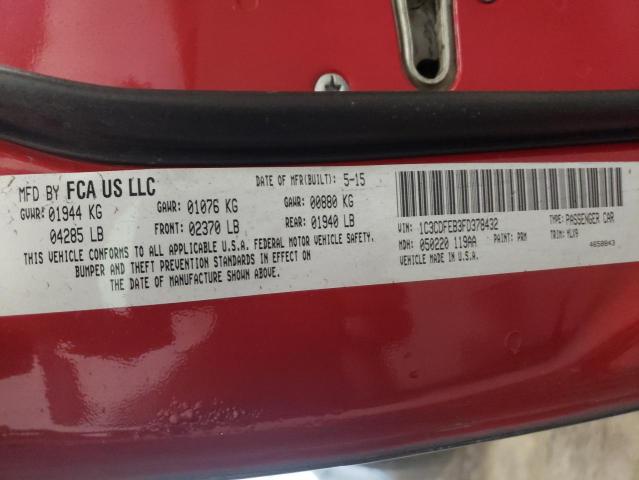 MFD BY FCA US LLC
DATE OF MFR(BUILT): 5-15
GVWR: 01944 KG GAWR: 01076 KG GAWR: 00880 KG
04285 LB FRONT: 02370 LB REAR: 01940 LB
THIS VEHICLE CONFORMS TO ALL APPLICABLE U.S.A. FEDERAL MOTOR VEHICLE SAFETY,
BUMPER AND THEFT PREVENTION STANDARDS IN EFFECT ON
THE DATE OF MANUFACTURE SHOWN ABOVE.
VIN: 1C3CDFEB3FD378432 TYPE: PASSENGER CAR
MDH: 050220 119AA PAINT: PRM TRIM: MLX9
VEHICLE MADE IN U.S.A. 4650843